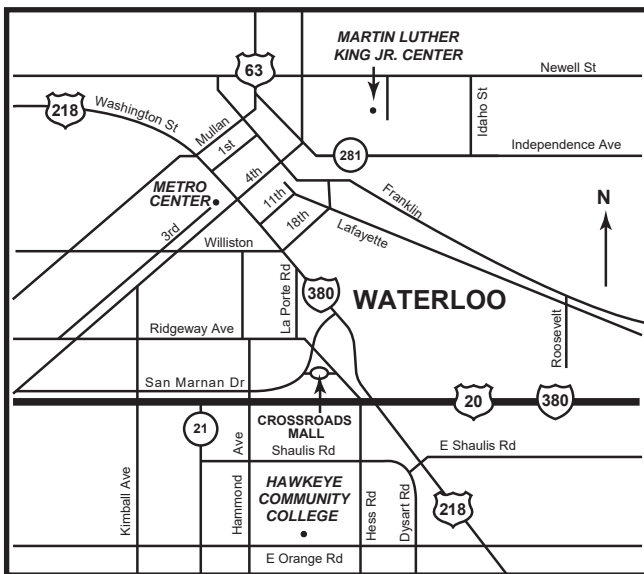 MARTIN LUTHER
KING JR. CENTER
63
Newell St
218
Washington St
Mullan
Idaho St
1st
281
Independence Ave
4th
METRO
CENTER
11th
Franklin
N
3rd
18th
Lafayette
Williston
La Porte Rd
380
WATERLOO
Roosevelt
Ridgeway Ave
San Marnan Dr
20
380
CROSSROADS
MALL
21
Shaulis Rd
E Shaulis Rd
Kimball Ave
Hammond Ave
HAWKEYE
COMMUNITY
COLLEGE
Hess Rd
Dysart Rd
218
E Orange Rd